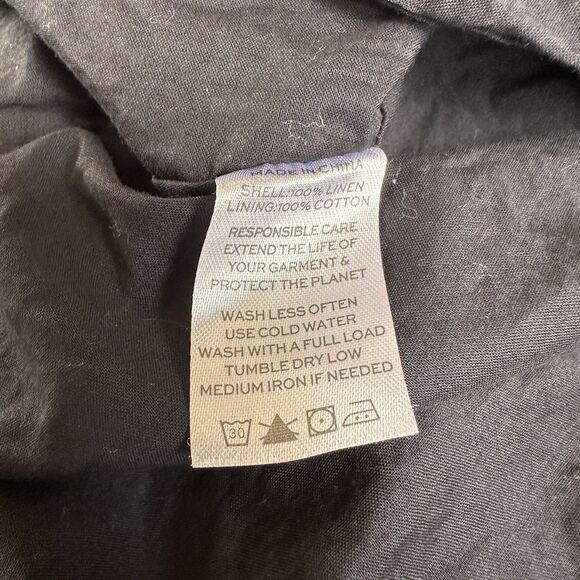 MADE IN CHINA
SHELL:100% LINEN
LINING:100% COTTON
RESPONSIBLE CARE
EXTEND THE LIFE OF
YOUR GARMENT &
PROTECT THE PLANET
WASH LESS OFTEN
USE COLD WATER
WASH WITH A FULL LOAD
TUMBLE DRY LOW
MEDIUM IRON IF NEEDED
30